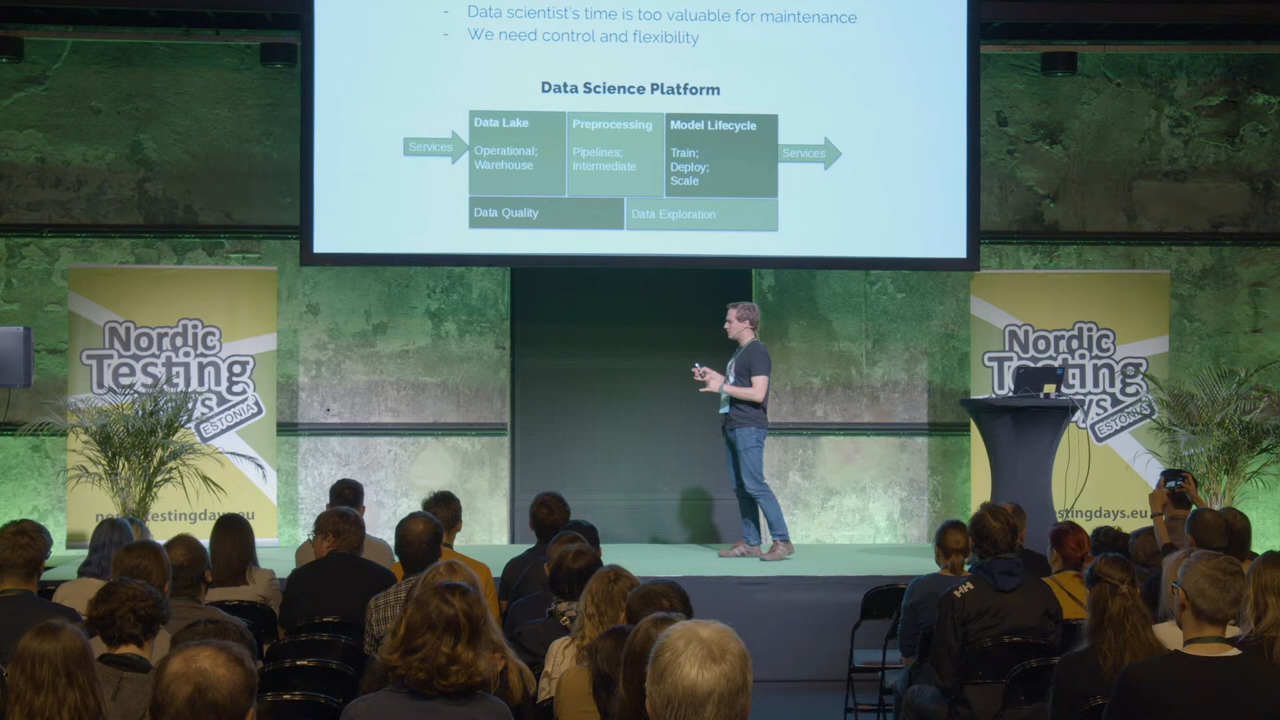 - Data scientist's time is too valuable for maintenance
- We need control and flexibility
Data Science Platform
Services
Data Lake
Operational;
Warehouse
Preprocessing
Pipelines;
Intermediate
Model Lifecycle
Train;
Deploy;
Scale
Services
Data Quality
Data Exploration
Nordic
Testing
ESTONIA
Nordic
Testing
ESTONIA
HH